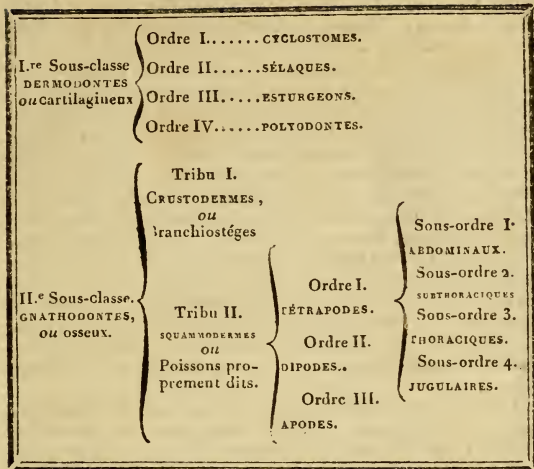 I.re Sous-classe
DERMODONTES
ou Cartilagineux
Ordre I.......CYCLOSTOMES.
Ordre II......SÉLAQUES.
Ordre III.....ESTURGEONS.
Ordre IV......POLYODONTES.
II.e Sous-classe.
GNATHODONTES,
ou osseux.
Tribu I.
CRUSTODERMES,
ou
Branchiostéges
Tribu II.
SQUAMMODERMES
ou
Poissons pro-
prement dits.
Ordre I.
TÉTRAPODES.
Ordre II.
DIPODES..
Ordre III.
APODES.
Sous-ordre I.
ABDOMINAUX.
Sous-ordre 2.
SUBTHORACIQUES
Sous-ordre 3.
THORACIQUES.
Sous-ordre 4.
JUGULAIRES.